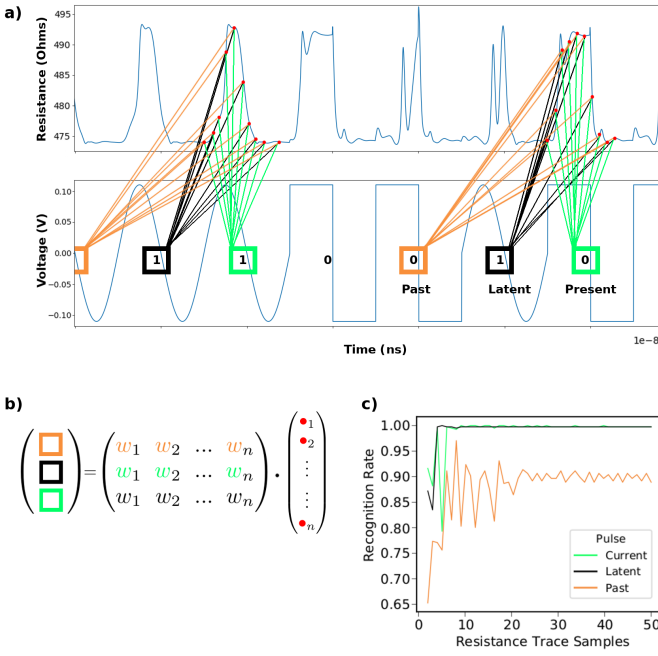 a)
Resistance (Ohms)
495
490
485
480
475
Voltage (V)
0.10
0.05
0.00
−0.05
−0.10
1
1
0
0
1
0
Past
Latent
Present
1e−8
Time (ns)
b)
w1 w2 ... wn
w1 w2 ... wn
w1 w2 ... wn
=
.
1
2
⋮
⋮
n
c)
Recognition Rate
1.00
0.95
0.90
0.85
0.80
0.75
0.70
0.65
Pulse
Current
Latent
Past
0 10 20 30 40 50
Resistance Trace Samples